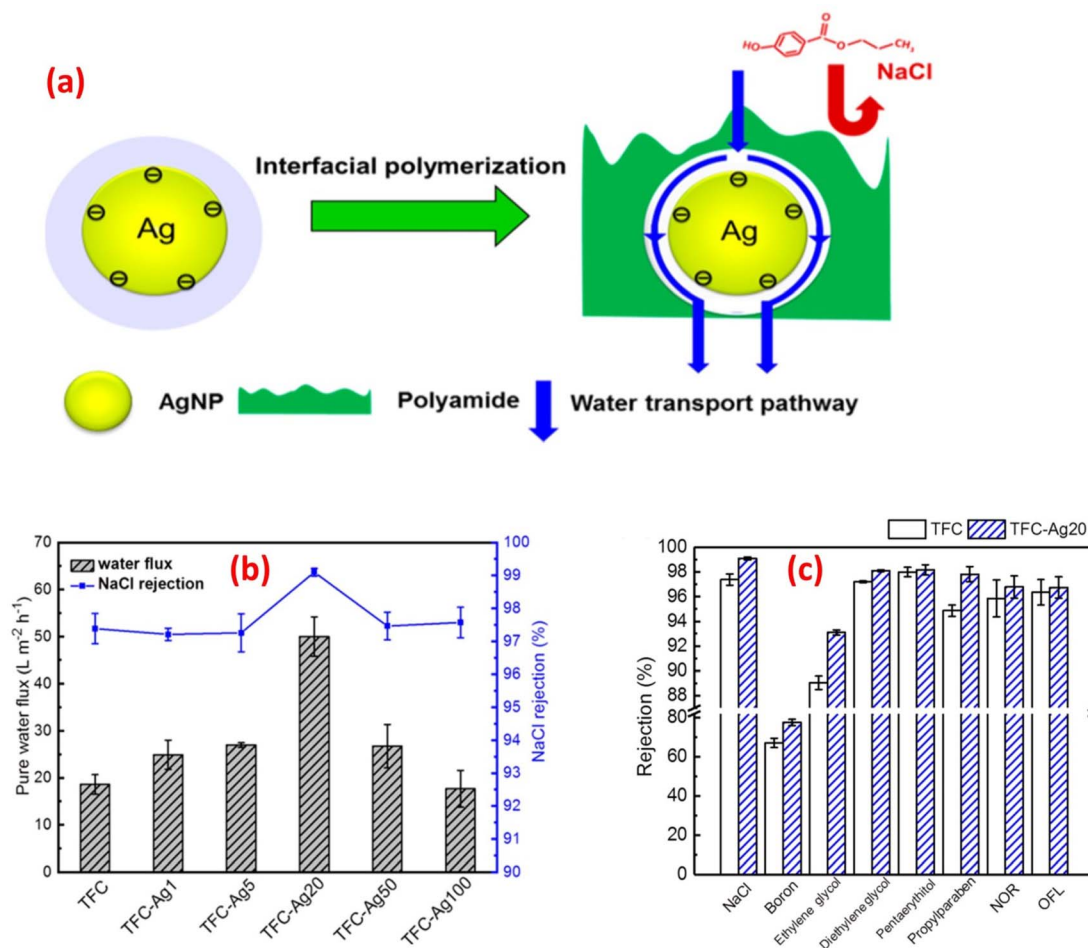 (a)
HO
O
O
CH₃
NaCl
Interfacial polymerization
Ag
Ag
AgNP
Polyamide
Water transport pathway
(b)
water flux
NaCl rejection
Pure water flux (L m⁻² h⁻¹)
70
60
50
40
30
20
10
0
100
99
98
97
96
95
94
93
92
91
90
NaCl rejection (%)
TFC
TFC-Ag1
TFC-Ag5
TFC-Ag20
TFC-Ag50
TFC-Ag100
TFC
TFC-Ag20
(c)
Rejection (%)
100
98
96
94
92
90
88
80
60
40
20
0
NaCl
Boron
Ethylene glycol
Diethylene glycol
Pentaerythitol
Propylparaben
NOR
OFL